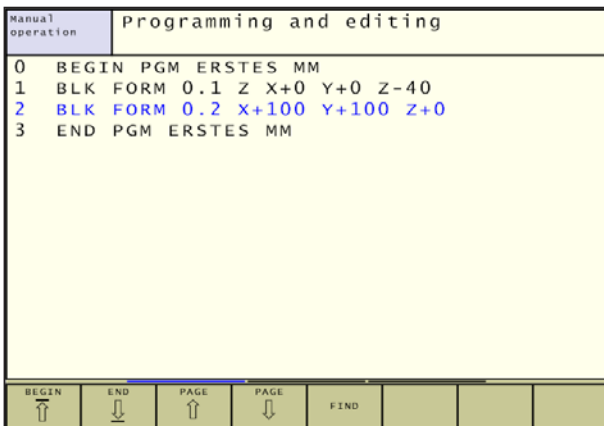 Manual
operation
Programming and editing
0 BEGIN PGM ERSTES MM
1 BLK FORM 0.1 Z X+0 Y+0 Z-40
2 BLK FORM 0.2 X+100 Y+100 Z+0
3 END PGM ERSTES MM
BEGIN END PAGE PAGE FIND